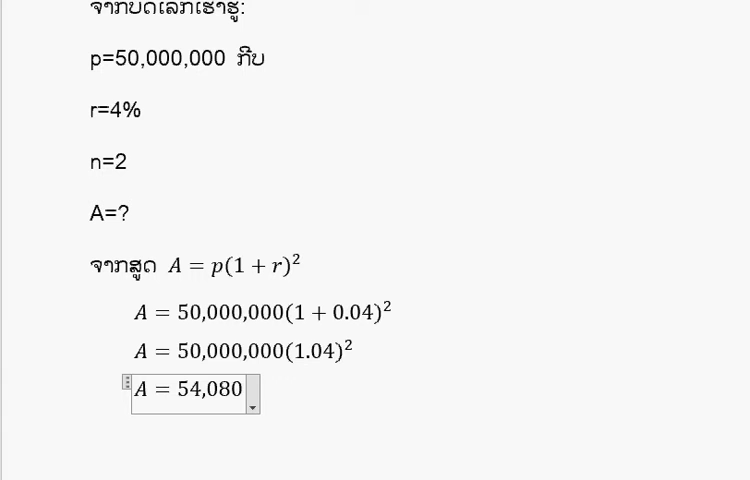 ຈາກບົດເລກເຮົາຮູ້:
p=50,000,000 ກີບ
r=4%
n=2
A=?
ຈາກສູດ A = p(1 + r)²
A = 50,000,000(1 + 0.04)²
A = 50,000,000(1.04)²
A = 54,080